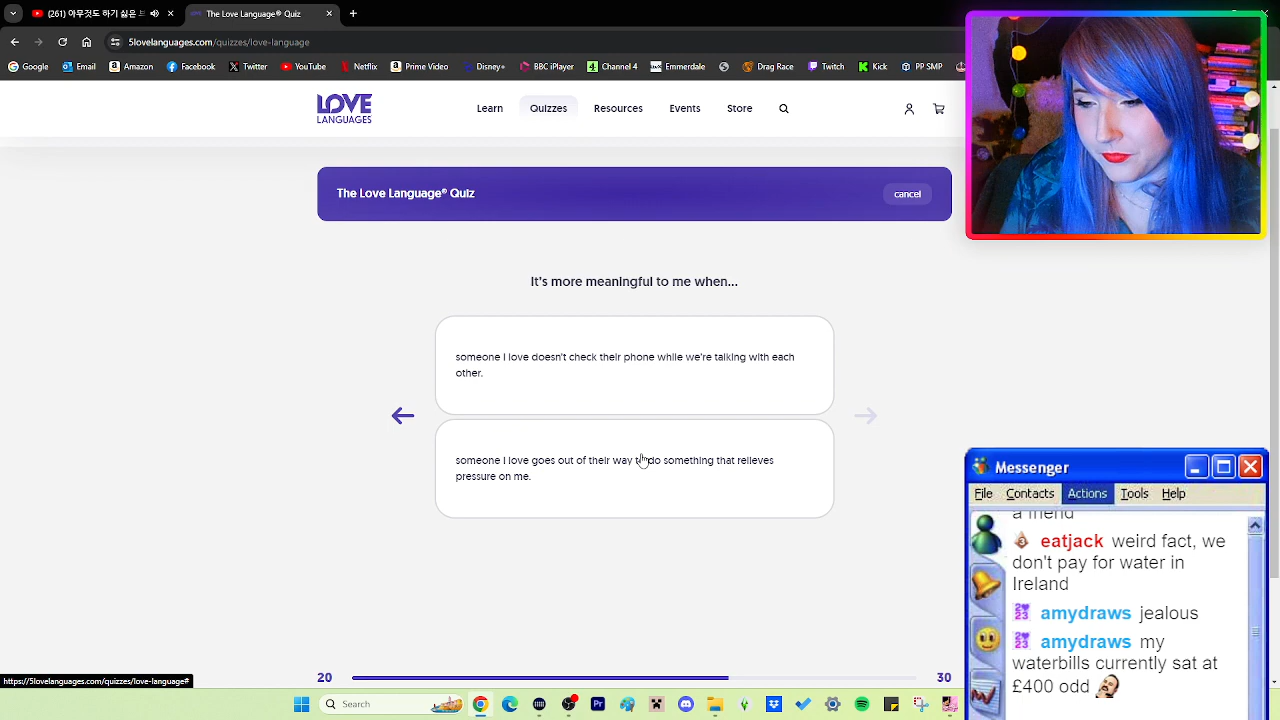 (261) 아무것도 하기 싫은
The Love Language® Quiz
5lovelanguages.com/quizzes/love-language
Google
Email
Amazon
Facebook
Twitter
YouTube
Netflix
Prime Video
Disney+
Channel 4
Emmerdale
Drag Race
Twitch
Kick
LOVE
LANGUAGES
Learn
Quizzes
Resources
Events
Store
The Love Language® Quiz
cancel
It's more meaningful to me when...
someone I love doesn't check their phone while we're talking with each
other.
someone I love goes out of their way to do something that relieves
pressure on me.
20
30
https://5lovelanguages.com/quizzes/love-language#
Search
Messenger
File
Contacts
Actions
Tools
Help
a friend
eatjack weird fact, we
don't pay for water in
Ireland
amydraws jealous
amydraws my
waterbills currently sat at
£400 odd